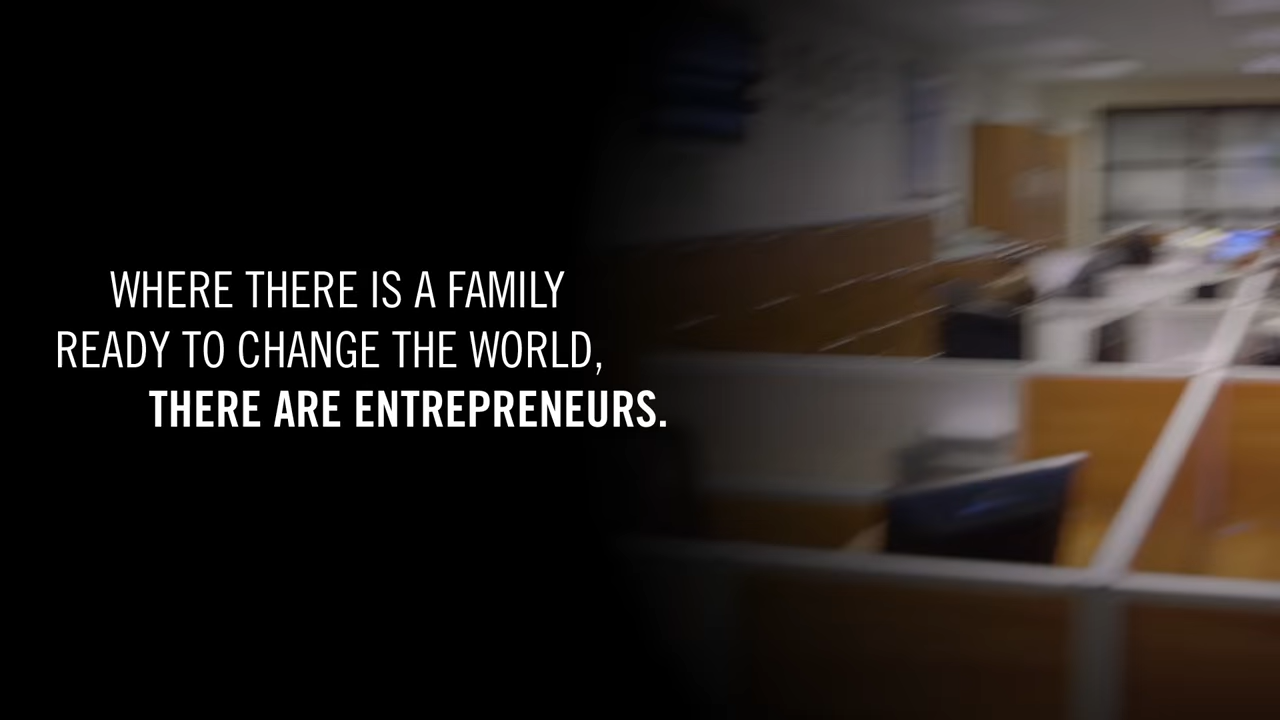 WHERE THERE IS A FAMILY
READY TO CHANGE THE WORLD,
THERE ARE ENTREPRENEURS.